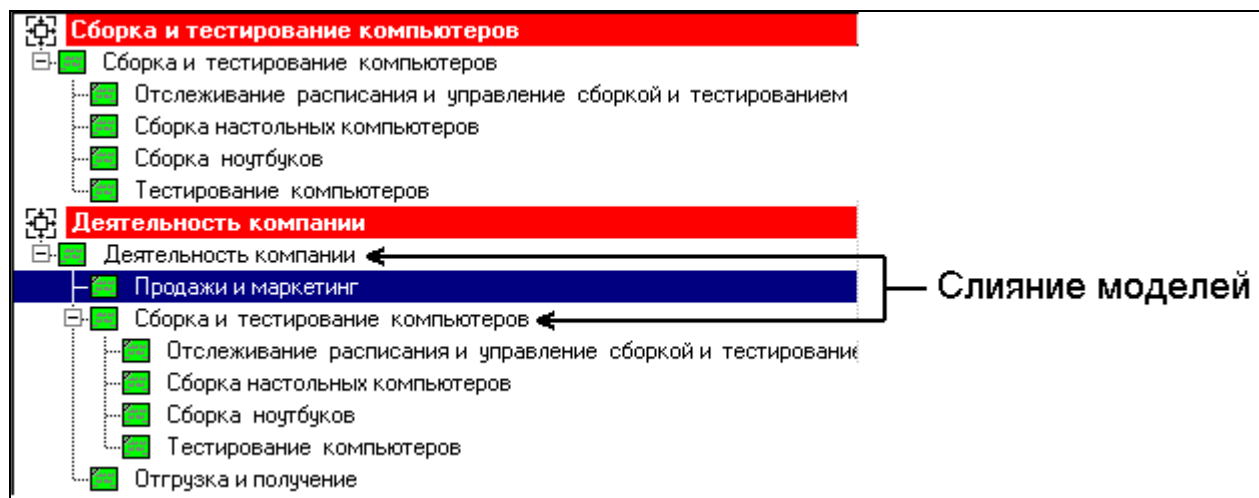 Сборка и тестирование компьютеров
Сборка и тестирование компьютеров
Отслеживание расписания и управление сборкой и тестированием
Сборка настольных компьютеров
Сборка ноутбуков
Тестирование компьютеров
Деятельность компании
Деятельность компании
Продажи и маркетинг
Сборка и тестирование компьютеров
Слияние моделей
Отслеживание расписания и управление сборкой и тестирование
Сборка настольных компьютеров
Сборка ноутбуков
Тестирование компьютеров
Отгрузка и получение